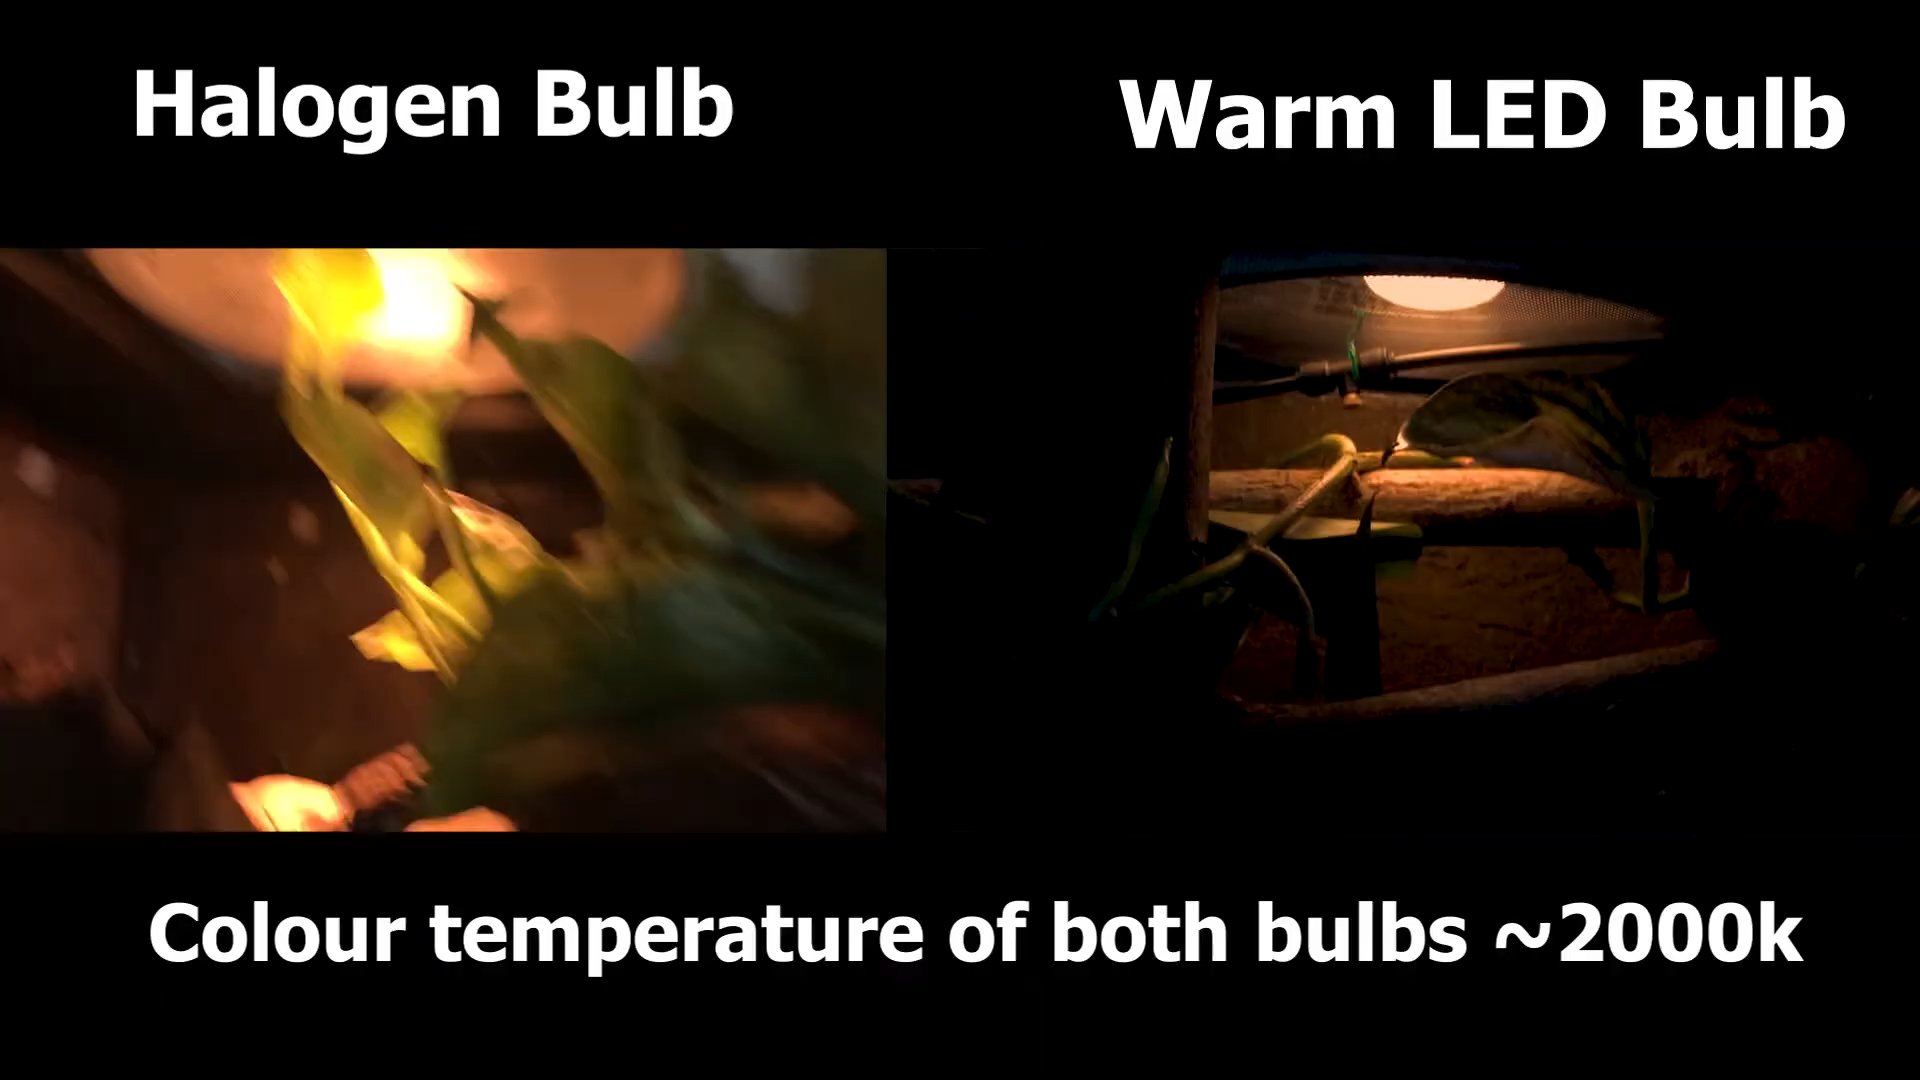 Halogen Bulb
Warm LED Bulb
Colour temperature of both bulbs ~2000k